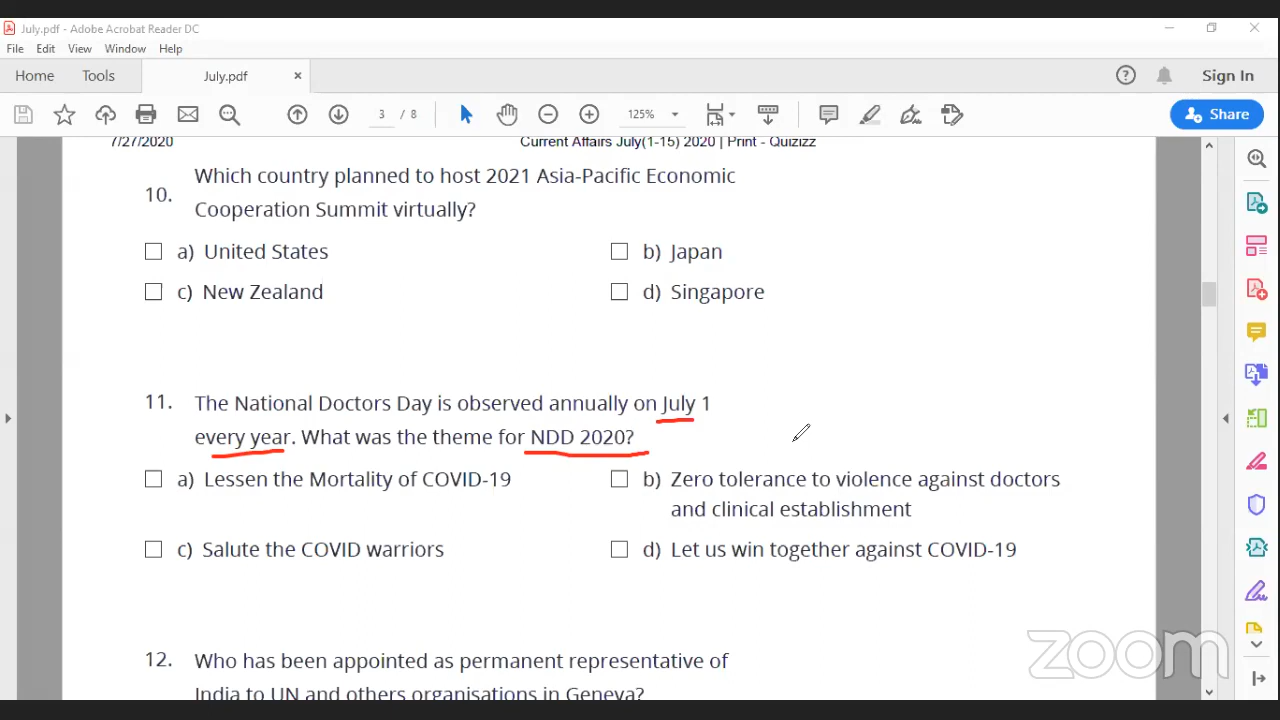 July.pdf - Adobe Acrobat Reader DC
File Edit View Window Help
Home Tools July.pdf × Sign In
3 / 8 125% Share
7/27/2020 Current Affairs July(1-15) 2020 | Print - Quizizz
10. Which country planned to host 2021 Asia-Pacific Economic
Cooperation Summit virtually?
a) United States b) Japan
c) New Zealand d) Singapore
11. The National Doctors Day is observed annually on July 1
every year. What was the theme for NDD 2020?
a) Lessen the Mortality of COVID-19 b) Zero tolerance to violence against doctors
and clinical establishment
c) Salute the COVID warriors d) Let us win together against COVID-19
12. Who has been appointed as permanent representative of
India to UN and others organisations in Geneva?
zoom